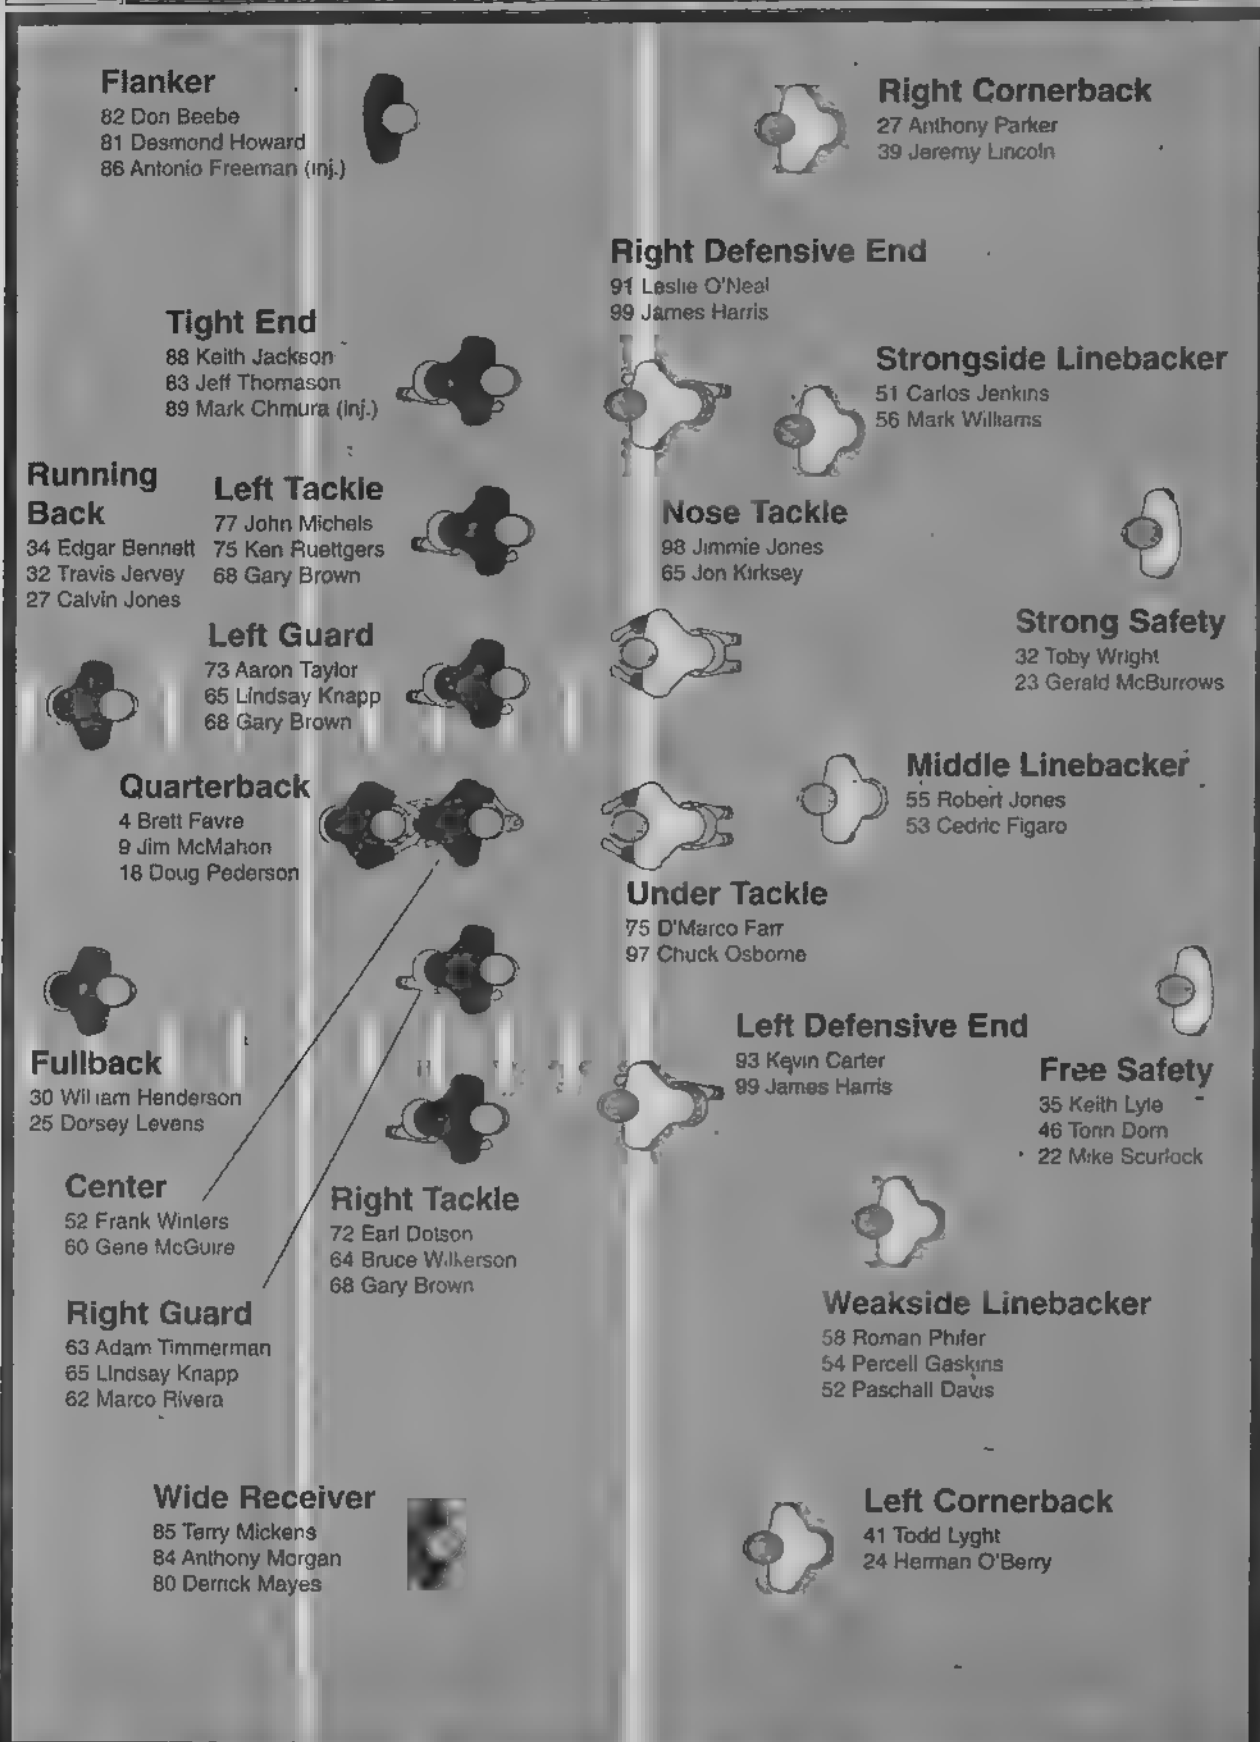 Flanker
82 Don Beebe
81 Desmond Howard
86 Antonio Freeman (inj.)
Right Cornerback
27 Anthony Parker
39 Jeremy Lincoln
Right Defensive End
91 Leslie O'Neal
99 James Harris
Tight End
88 Keith Jackson
83 Jeff Thomason
89 Mark Chmura (inj.)
Strongside Linebacker
51 Carlos Jenkins
56 Mark Williams
Running
Back
34 Edgar Bennett
32 Travis Jervey
27 Calvin Jones
Left Tackle
77 John Michels
75 Ken Ruettgers
68 Gary Brown
Nose Tackle
98 Jimmie Jones
65 Jon Kirksey
Left Guard
73 Aaron Taylor
65 Lindsay Knapp
68 Gary Brown
Strong Safety
32 Toby Wright
23 Gerald McBurrows
Quarterback
4 Brett Favre
9 Jim McMahon
18 Doug Pederson
Middle Linebacker
55 Robert Jones
53 Cedric Figaro
Under Tackle
75 D'Marco Farr
97 Chuck Osborne
Fullback
30 William Henderson
25 Dorsey Levens
Left Defensive End
93 Kevin Carter
99 James Harris
Free Safety
35 Keith Lyle
46 Torin Dorn
22 Mike Scurlock
Center
52 Frank Winters
60 Gene McGuire
Right Tackle
72 Earl Dotson
64 Bruce Wilkerson
68 Gary Brown
Right Guard
63 Adam Timmerman
65 Lindsay Knapp
62 Marco Rivera
Weakside Linebacker
58 Roman Phifer
54 Percell Gaskins
52 Paschall Davis
Wide Receiver
85 Terry Mickens
84 Anthony Morgan
80 Derrick Mayes
Left Cornerback
41 Todd Lyght
24 Herman O'Berry